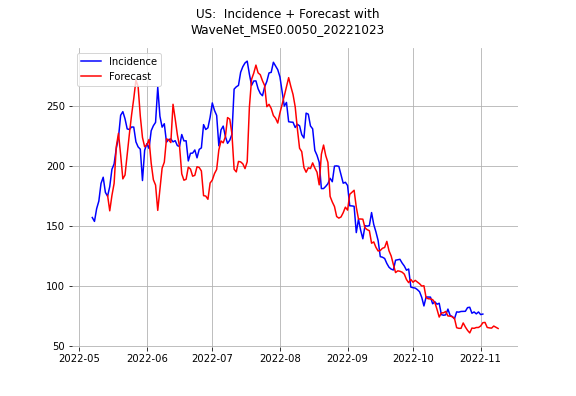 US:  Incidence + Forecast with
WaveNet_MSE0.0050_20221023
Incidence
Forecast
250
200
150
100
50
2022-05 2022-06 2022-07 2022-08 2022-09 2022-10 2022-11